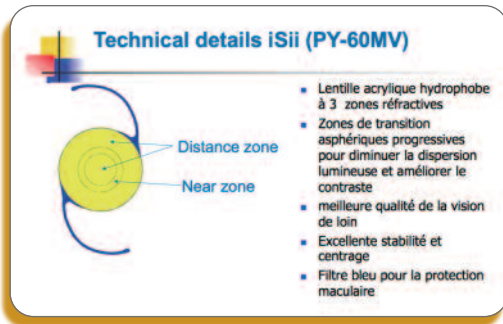 Technical details iSii (PY-60MV)
Distance zone
Near zone
Lentille acrylique hydrophobe
à 3 zones réfractives
Zones de transition
asphériques progressives
pour diminuer la dispersion
lumineuse et améliorer le
contraste
meilleure qualité de la vision
de loin
Excellente stabilité et
centrage
Filtre bleu pour la protection
maculaire